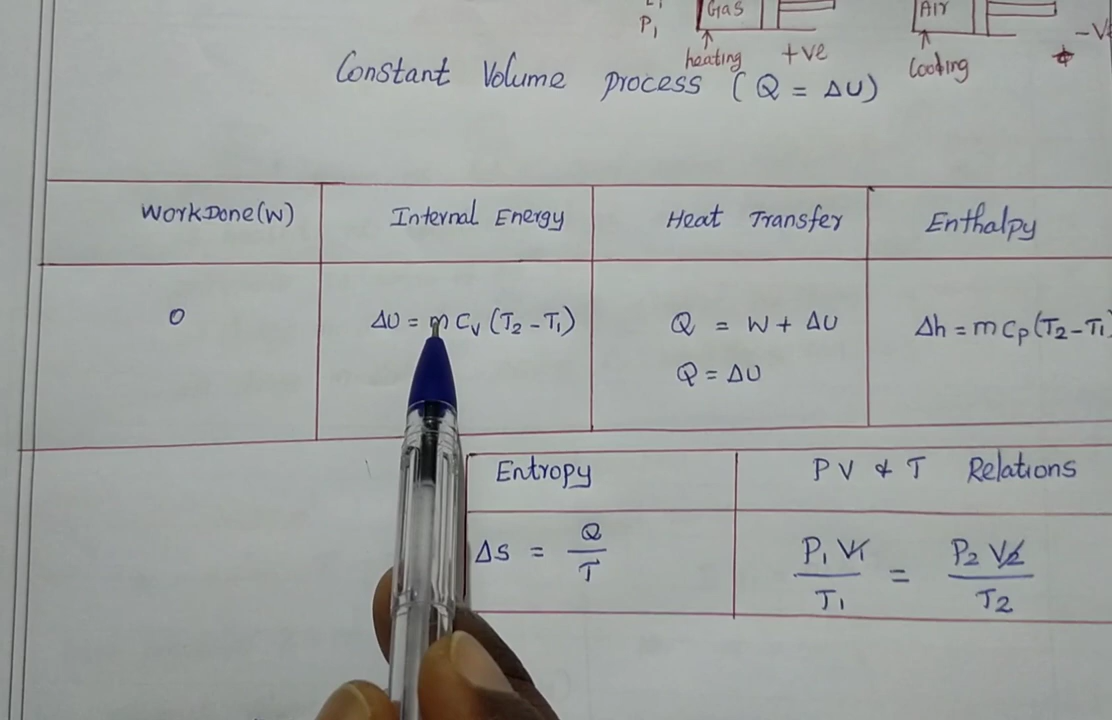 P₁ Gas Air
heating +ve Cooling
Constant Volume process (Q = ΔU)
WorkDone(W) Internal Energy Heat Transfer Enthalpy
0 ΔU = m Cv (T₂ - T₁) Q = W + ΔU Δh = m Cp (T₂ - T₁)
Q = ΔU
Entropy P V & T Relations
ΔS = Q/T P₁ V₁/T₁ = P₂ V₂/T₂